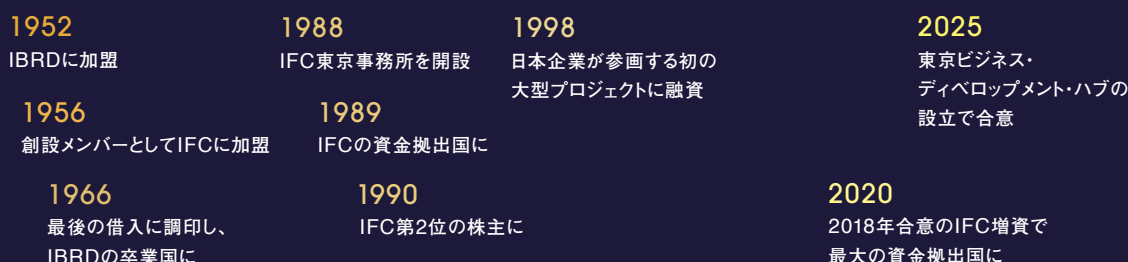 1952
IBRDに加盟
1956
創設メンバーとしてIFCに加盟
1966
最後の借入に調印し、
IBRDの卒業国に
1988
IFC東京事務所を開設
1989
IFCの資金拠出国に
1990
IFC第2位の株主に
1998
日本企業が参画する初の
大型プロジェクトに融資
2020
2018年合意のIFC増資で
最大の資金拠出国に
2025
東京ビジネス・
ディベロップメント・ハブの
設立で合意